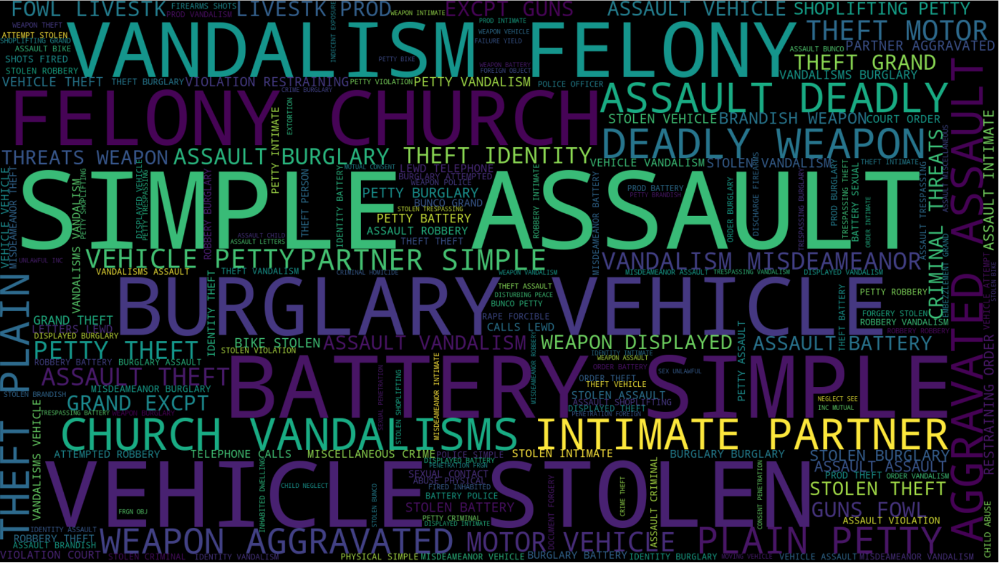 FOWL LIVESTK
FIREARMS SHOTS
PROD VANDALISM
LIVESTK PROD
WEAPON INTIMATE
EXCPT GUNS
ASSAULT VEHICLE
SHOPLIFTING PETTY
WEAPON THEFT
ATTEMPT STOLEN
SHOPLIFTING GRAND
ASSAULT BIKE
SHOTS FIRED
STOLEN ROBBERY
VANDALISM FELONY
INDECENT EXPOSURE
PETTY BIKE
PROD INTIMATE
WEAPON VEHICLE
FAILURE YIELD
WEAPON BATTERY
FOREIGN OBJECT
THEFT MOTOR
ASSAULT BUNCO
PARTNER AGGRAVATED
THEFT GRAND
VANDALISMS BURGLARY
VEHICLE THEFT
THEFT BURGLARY
VIOLATION RESTRAINING
PETTY VIOLATION
PETTY VANDALISM
POLICE OFFICER
CRIME BURGLARY
FELONY CHURCH
PETTY INTIMATE
EXTORTION
ASSAULT DEADLY
STOLEN VEHICLE
BRANDISH WEAPON
COURT ORDER
DEADLY WEAPON
THREATS WEAPON
ASSAULT BURGLARY
THEFT IDENTITY
VEHICLE VANDALISM
STOLEN VANDALISM
THEFT INTIMATE
AGGRAVATED ASSAULT
ASSAULT INTIMATE
ASSAULT MISCELLANEOUS
CRIMINAL THREATS
VEHICLE VEHICLE
MISDEAMEANOR THEFT
SIMPLE ASSAULT
VANDALISMS VANDALISM
PETTY SHOPLIFTING
DISPLAYED VEHICLE
PETTY TRESPASSING
ROBBERY BURGLARY
THEFT PERSON
IDENTITY BATTERY
MUTUAL CONSENT
LEWD TELEPHONE
BURGLARY ATTEMPTED
WEAPON POLICE
PETTY BURGLARY
BUNCO GRAND
STOLEN TRESPASSING
PETTY BATTERY
ASSAULT ROBBERY
THEFT THEFT
ASSAULT CHILD
ASSAULT LETTERS
ROBBERY INTIMATE
MISDEAMEANOR BATTERY
PROD BATTERY
PETTY BRANDISH
ORDER BURGLARY
DISCHARGE FIREARMS
TRESPASSING BURGLARY
PROD BURGLARY
TRESPASSING THEFT
BATTERY SEXUAL
ORDER INTIMATE
ASSAULT TRESPASSING
UNLAWFUL INC
VEHICLE PETTY
PARTNER SIMPLE
VANDALISM MISDEAMEANOR
VANDALISMS ASSAULT
THEFT VANDALISM
CRIMINAL HOMICIDE
WEAPON VANDALISM
MISDEAMEANOR ASSAULT
TRESPASSING VANDALISM
DISPLAYED VANDALISM
EMBEZZLEMENT GRAND
VEHICLE ATTEMPT
STOLEN BIKE
THEFT PLAIN
BURGLARY VEHICLE
IDENTITY THEFT
THEFT ASSAULT
DISTURBING PEACE
BUNCO PETTY
RAPE FORCIBLE
CALLS LEWD
THEFT BATTERY
PETTY ROBBERY
FORGERY STOLEN
ROBBERY VANDALISM
ROBBERY ROBBERY
GRAND THEFT
LETTERS LEWD
DISPLAYED BURGLARY
PETTY THEFT
ROBBERY BATTERY
BURGLARY ASSAULT
BIKE STOLEN
STOLEN VIOLATION
ASSAULT VANDALISM
WEAPON DISPLAYED
ASSAULT BATTERY
PETTY ASSAULT
MISDEAMEANOR ROBBERY
IDENTITY INTIMATE
WEAPON ASSAULT
ORDER BATTERY
SEX UNLAWFUL
ASSAULT THEFT
BATTERY SIMPLE
ORDER THEFT
THEFT VEHICLE
STOLEN ASSAULT
ASSAULT SHOPLIFTING
DISPLAYED THEFT
PENETRATION FOREIGN
NEGLECT SEE
INC MUTUAL
STOLEN BRANDISH
MISDEAMEANOR BURGLARY
GRAND EXCPT
TRESPASSING BATTERY
WEAPON BURGLARY
SEXUAL PENETRATION
STOLEN SHOPLIFTING
MISDEAMEANOR INTIMATE
RESTRAINING ORDER
VANDALISMS VEHICLE
CHURCH VANDALISMS
INTIMATE PARTNER
ATTEMPTED ROBBERY
TELEPHONE CALLS
MISCELLANEOUS CRIME
POLICE SIMPLE
STOLEN INTIMATE
BURGLARY BURGLARY
STOLEN BURGLARY
VEHICLE STOLEN
DISPLAYED BATTERY
PENETRATION FRGN
SEXUAL CONTACT
ABUSE PHYSICAL
FIRED INHABITED
BATTERY POLICE
STOLEN BATTERY
PETTY CRIMINAL
DISPLAYED INTIMATE
INHABITED DWELLING
CHILD NEGLECT
STOLEN BUNCO
FRGN OBJ
DOCUMENT FORGERY
CRIME THEFT
ASSAULT CRIMINAL
CONSENT PENETRATION
ASSAULT ASSAULT
PROD THEFT
ORDER VANDALISM
STOLEN THEFT
GUNS FOWL
ASSAULT VIOLATION
CHILD ABUSE
IDENTITY ASSAULT
ROBBERY THEFT
ASSAULT BRANDISH
WEAPON AGGRAVATED
MOTOR VEHICLE
PLAIN PETTY
VIOLATION COURT
STOLEN CRIMINAL
IDENTITY VANDALISM
PHYSICAL SIMPLE
MISDEAMEANOR VEHICLE
BURGLARY BATTERY
IDENTITY BURGLARY
MOVING VEHICLE
VEHICLE ASSAULT
MISDEAMEANOR VANDALISM